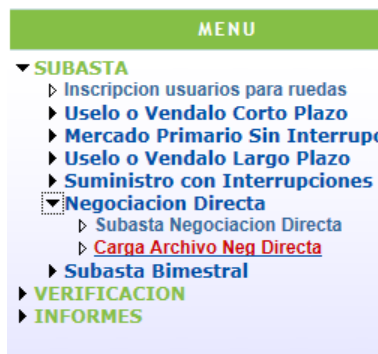 MENU
SUBASTA
Inscripcion usuarios para ruedas
Uselo o Vendalo Corto Plazo
Mercado Primario Sin Interrup
Uselo o Vendalo Largo Plazo
Suministro con Interrupciones
Negociacion Directa
Subasta Negociacion Directa
Carga Archivo Neg Directa
Subasta Bimestral
VERIFICACION
INFORMES